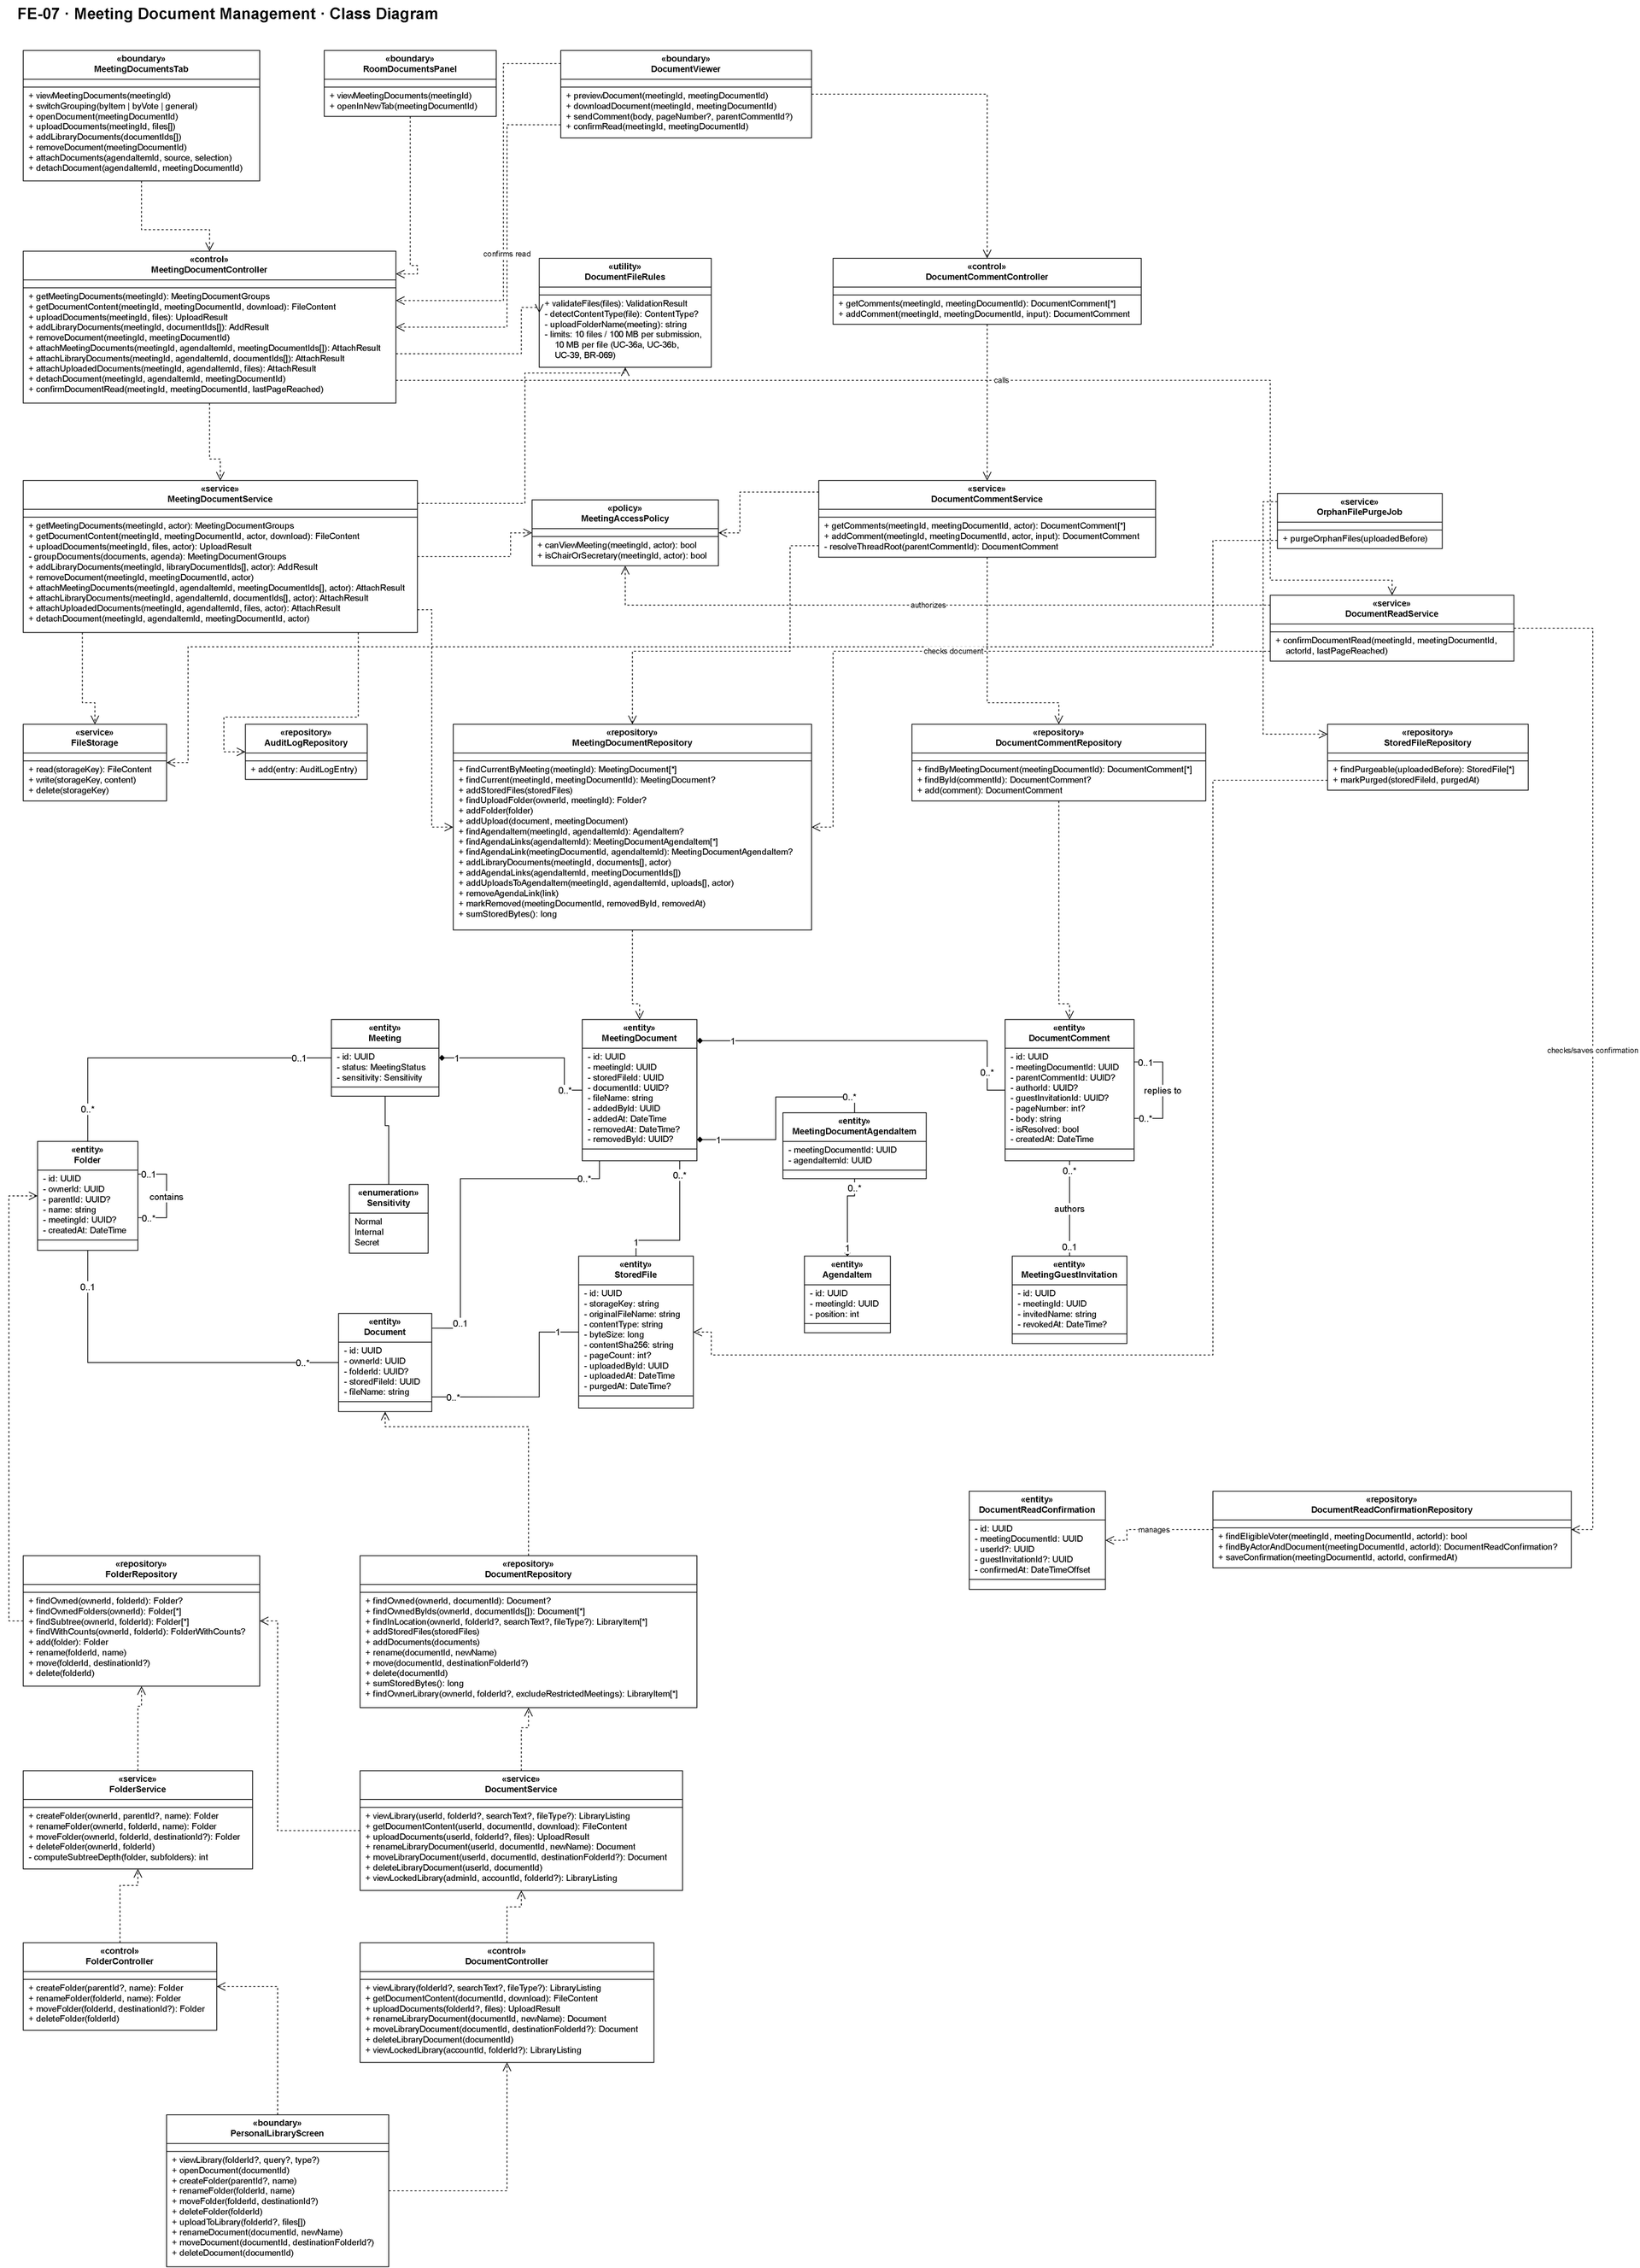 FE-07 · Meeting Document Management · Class Diagram
«boundary»
MeetingDocumentsTab
+ viewMeetingDocuments(meetingId)
+ switchGrouping(byItem | byVote | general)
+ openDocument(meetingDocumentId)
+ uploadDocuments(meetingId, files[])
+ addLibraryDocuments(documentIds[])
+ removeDocument(meetingDocumentId)
+ attachDocuments(agendaItemId, source, selection)
+ detachDocument(agendaItemId, meetingDocumentId)
«boundary»
RoomDocumentsPanel
+ viewMeetingDocuments(meetingId)
+ openInNewTab(meetingDocumentId)
«boundary»
DocumentViewer
+ previewDocument(meetingId, meetingDocumentId)
+ downloadDocument(meetingId, meetingDocumentId)
+ sendComment(body, pageNumber?, parentCommentId?)
+ confirmRead(meetingId, meetingDocumentId)
confirms read
«control»
MeetingDocumentController
+ getMeetingDocuments(meetingId): MeetingDocumentGroups
+ getDocumentContent(meetingId, meetingDocumentId, download): FileContent
+ uploadDocuments(meetingId, files): UploadResult
+ addLibraryDocuments(meetingId, documentIds[]): AddResult
+ removeDocument(meetingId, meetingDocumentId)
+ attachMeetingDocuments(meetingId, agendaItemId, meetingDocumentIds[]): AttachResult
+ attachLibraryDocuments(meetingId, agendaItemId, documentIds[]): AttachResult
+ attachUploadedDocuments(meetingId, agendaItemId, files): AttachResult
+ detachDocument(meetingId, agendaItemId, meetingDocumentId)
+ confirmDocumentRead(meetingId, meetingDocumentId, lastPageReached)
«utility»
DocumentFileRules
+ validateFiles(files): ValidationResult
- detectContentType(file): ContentType?
- uploadFolderName(meeting): string
- limits: 10 files / 100 MB per submission,
10 MB per file (UC-36a, UC-36b,
UC-39, BR-069)
«control»
DocumentCommentController
+ getComments(meetingId, meetingDocumentId): DocumentComment[*]
+ addComment(meetingId, meetingDocumentId, input): DocumentComment
calls
«service»
MeetingDocumentService
+ getMeetingDocuments(meetingId, actor): MeetingDocumentGroups
+ getDocumentContent(meetingId, meetingDocumentId, actor, download): FileContent
+ uploadDocuments(meetingId, files, actor): UploadResult
- groupDocuments(documents, agenda): MeetingDocumentGroups
+ addLibraryDocuments(meetingId, libraryDocumentIds[], actor): AddResult
+ removeDocument(meetingId, meetingDocumentId, actor)
+ attachMeetingDocuments(meetingId, agendaItemId, meetingDocumentIds[], actor): AttachResult
+ attachLibraryDocuments(meetingId, agendaItemId, documentIds[], actor): AttachResult
+ attachUploadedDocuments(meetingId, agendaItemId, files, actor): AttachResult
+ detachDocument(meetingId, agendaItemId, meetingDocumentId, actor)
«policy»
MeetingAccessPolicy
+ canViewMeeting(meetingId, actor): bool
+ isChairOrSecretary(meetingId, actor): bool
«service»
DocumentCommentService
+ getComments(meetingId, meetingDocumentId, actor): DocumentComment[*]
+ addComment(meetingId, meetingDocumentId, actor, input): DocumentComment
- resolveThreadRoot(parentCommentId): DocumentComment
«service»
OrphanFilePurgeJob
+ purgeOrphanFiles(uploadedBefore)
authorizes
«service»
DocumentReadService
+ confirmDocumentRead(meetingId, meetingDocumentId,
actorId, lastPageReached)
checks document
«service»
FileStorage
+ read(storageKey): FileContent
+ write(storageKey, content)
+ delete(storageKey)
«repository»
AuditLogRepository
+ add(entry: AuditLogEntry)
«repository»
MeetingDocumentRepository
+ findCurrentByMeeting(meetingId): MeetingDocument[*]
+ findCurrent(meetingId, meetingDocumentId): MeetingDocument?
+ addStoredFiles(storedFiles)
+ findUploadFolder(ownerId, meetingId): Folder?
+ addFolder(folder)
+ addUpload(document, meetingDocument)
+ findAgendaItem(meetingId, agendaItemId): AgendaItem?
+ findAgendaLinks(agendaItemId): MeetingDocumentAgendaItem[*]
+ findAgendaLink(meetingDocumentId, agendaItemId): MeetingDocumentAgendaItem?
+ addLibraryDocuments(meetingId, documents[], actor)
+ addAgendaLinks(agendaItemId, meetingDocumentIds[])
+ addUploadsToAgendaItem(meetingId, agendaItemId, uploads[], actor)
+ removeAgendaLink(link)
+ markRemoved(meetingDocumentId, removedById, removedAt)
+ sumStoredBytes(): long
«repository»
DocumentCommentRepository
+ findByMeetingDocument(meetingDocumentId): DocumentComment[*]
+ findById(commentId): DocumentComment?
+ add(comment): DocumentComment
«repository»
StoredFileRepository
+ findPurgeable(uploadedBefore): StoredFile[*]
+ markPurged(storedFileId, purgedAt)
«entity»
Meeting
- id: UUID
- status: MeetingStatus
- sensitivity: Sensitivity
0..1
0..*
1
0..*
«entity»
MeetingDocument
- id: UUID
- meetingId: UUID
- storedFileId: UUID
- documentId: UUID?
- fileName: string
- addedById: UUID
- addedAt: DateTime
- removedAt: DateTime?
- removedById: UUID?
1
0..*
1
0..*
«entity»
MeetingDocumentAgendaItem
- meetingDocumentId: UUID
- agendaItemId: UUID
«entity»
DocumentComment
- id: UUID
- meetingDocumentId: UUID
- parentCommentId: UUID?
- authorId: UUID?
- guestInvitationId: UUID?
- pageNumber: int?
- body: string
- isResolved: bool
- createdAt: DateTime
0..1
replies to
0..*
checks/saves confirmation
«entity»
Folder
- id: UUID
- ownerId: UUID
- parentId: UUID?
- name: string
- meetingId: UUID?
- createdAt: DateTime
0..1
contains
0..*
«enumeration»
Sensitivity
Normal
Internal
Secret
0..*
0..*
0..*
0..*
authors
0..1
1
1
0..1
0..*
0..1
1
0..*
«entity»
StoredFile
- id: UUID
- storageKey: string
- originalFileName: string
- contentType: string
- byteSize: long
- contentSha256: string
- pageCount: int?
- uploadedById: UUID
- uploadedAt: DateTime
- purgedAt: DateTime?
«entity»
AgendaItem
- id: UUID
- meetingId: UUID
- position: int
«entity»
MeetingGuestInvitation
- id: UUID
- meetingId: UUID
- invitedName: string
- revokedAt: DateTime?
«entity»
Document
- id: UUID
- ownerId: UUID
- folderId: UUID?
- storedFileId: UUID
- fileName: string
«entity»
DocumentReadConfirmation
- id: UUID
- meetingDocumentId: UUID
- userId?: UUID
- guestInvitationId?: UUID
- confirmedAt: DateTimeOffset
manages
«repository»
DocumentReadConfirmationRepository
+ findEligibleVoter(meetingId, meetingDocumentId, actorId): bool
+ findByActorAndDocument(meetingDocumentId, actorId): DocumentReadConfirmation?
+ saveConfirmation(meetingDocumentId, actorId, confirmedAt)
«repository»
FolderRepository
+ findOwned(ownerId, folderId): Folder?
+ findOwnedFolders(ownerId): Folder[*]
+ findSubtree(ownerId, folderId): Folder[*]
+ findWithCounts(ownerId, folderId): FolderWithCounts?
+ add(folder): Folder
+ rename(folderId, name)
+ move(folderId, destinationId?)
+ delete(folderId)
«repository»
DocumentRepository
+ findOwned(ownerId, documentId): Document?
+ findOwnedByIds(ownerId, documentIds[]): Document[*]
+ findInLocation(ownerId, folderId?, searchText?, fileType?): LibraryItem[*]
+ addStoredFiles(storedFiles)
+ addDocuments(documents)
+ rename(documentId, newName)
+ move(documentId, destinationFolderId?)
+ delete(documentId)
+ sumStoredBytes(): long
+ findOwnerLibrary(ownerId, folderId?, excludeRestrictedMeetings): LibraryItem[*]
«service»
FolderService
+ createFolder(ownerId, parentId?, name): Folder
+ renameFolder(ownerId, folderId, name): Folder
+ moveFolder(ownerId, folderId, destinationId?): Folder
+ deleteFolder(ownerId, folderId)
- computeSubtreeDepth(folder, subfolders): int
«service»
DocumentService
+ viewLibrary(userId, folderId?, searchText?, fileType?): LibraryListing
+ getDocumentContent(userId, documentId, download): FileContent
+ uploadDocuments(userId, folderId?, files): UploadResult
+ renameLibraryDocument(userId, documentId, newName): Document
+ moveLibraryDocument(userId, documentId, destinationFolderId?): Document
+ deleteLibraryDocument(userId, documentId)
+ viewLockedLibrary(adminId, accountId, folderId?): LibraryListing
«control»
FolderController
+ createFolder(parentId?, name): Folder
+ renameFolder(folderId, name): Folder
+ moveFolder(folderId, destinationId?): Folder
+ deleteFolder(folderId)
«control»
DocumentController
+ viewLibrary(folderId?, searchText?, fileType?): LibraryListing
+ getDocumentContent(documentId, download): FileContent
+ uploadDocuments(folderId?, files): UploadResult
+ renameLibraryDocument(documentId, newName): Document
+ moveLibraryDocument(documentId, destinationFolderId?): Document
+ deleteLibraryDocument(documentId)
+ viewLockedLibrary(accountId, folderId?): LibraryListing
«boundary»
PersonalLibraryScreen
+ viewLibrary(folderId?, query?, type?)
+ openDocument(documentId)
+ createFolder(parentId?, name)
+ renameFolder(folderId, name)
+ moveFolder(folderId, destinationId?)
+ deleteFolder(folderId)
+ uploadToLibrary(folderId?, files[])
+ renameDocument(documentId, newName)
+ moveDocument(documentId, destinationFolderId?)
+ deleteDocument(documentId)